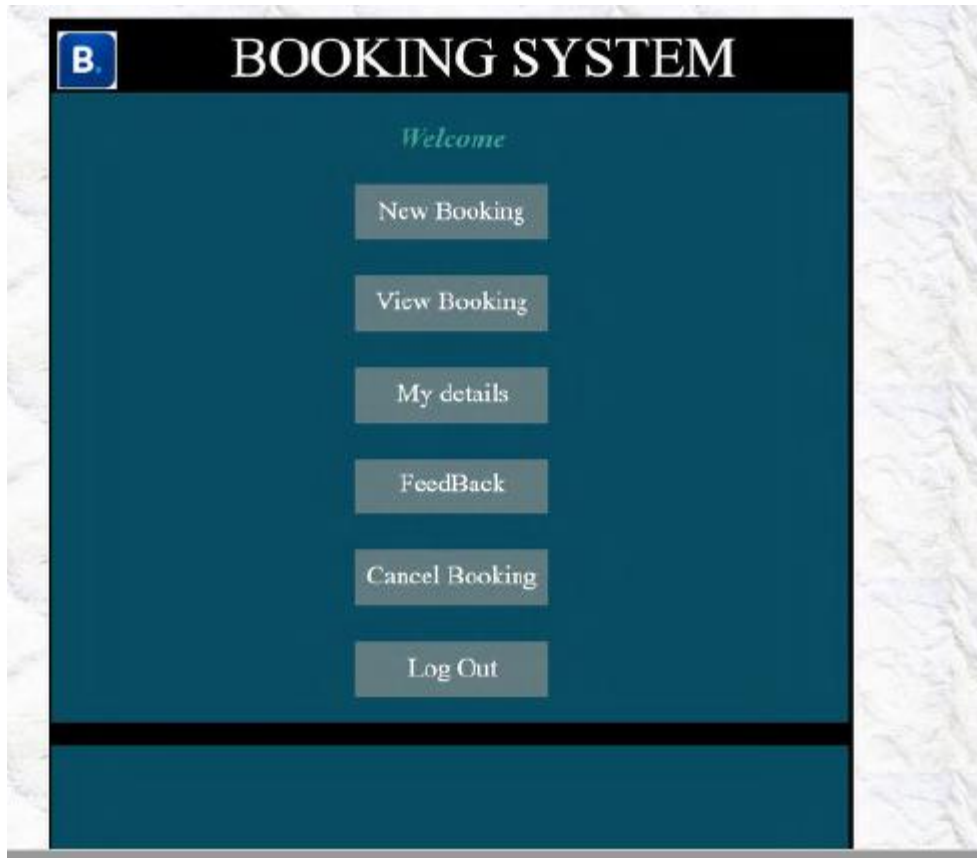 B.
BOOKING SYSTEM
Welcome
New Booking
View Booking
My details
FeedBack
Cancel Booking
Log Out